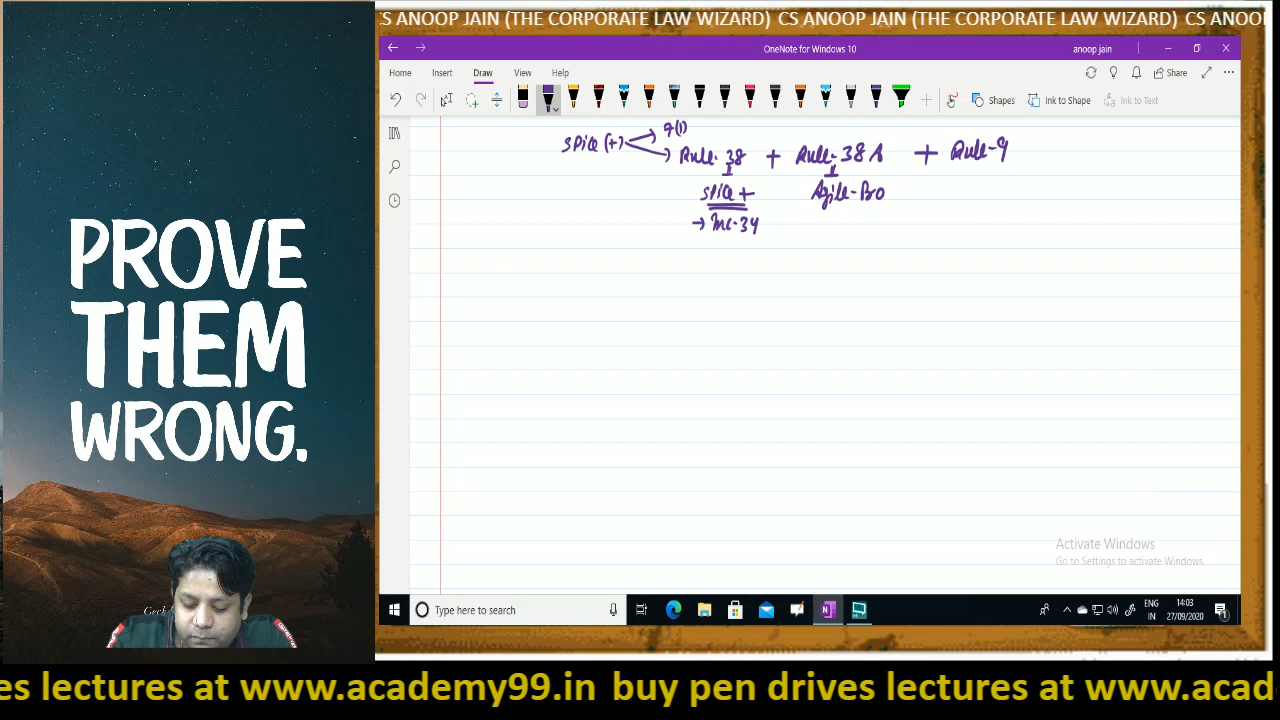 CS ANOOP JAIN (THE CORPORATE LAW WIZARD) CS ANOOP JAIN (THE CORPORATE LAW WIZARD) CS ANOO
OneNote for Windows 10
anoop jain
Home Insert Draw View Help
Share
Shapes
Ink to Shape
Ink to Text
7(1)
SPice (+)
Rule-38 + Rule-38A + Rule-9
SPice + Agile-Pro
→ Inc-34
PROVE
THEM
WRONG.
Activate Windows
Go to Settings to activate Windows.
Type here to search
ENG
IN
14:03
27/09/2020
1
es lectures at www.academy99.in buy pen drives lectures at www.acad